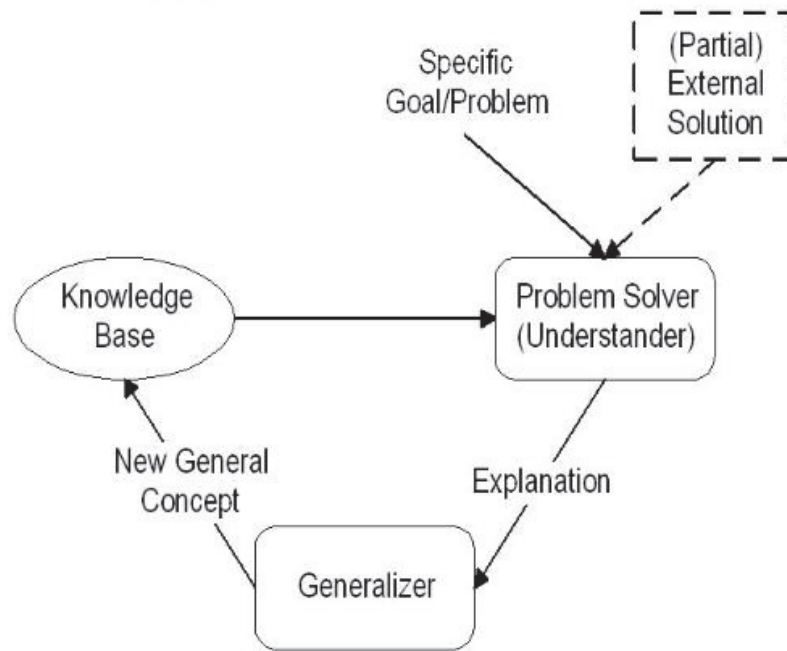 (Partial)
External
Solution
Specific
Goal/Problem
Knowledge
Base
Problem Solver
(Understander)
New General
Concept
Explanation
Generalizer